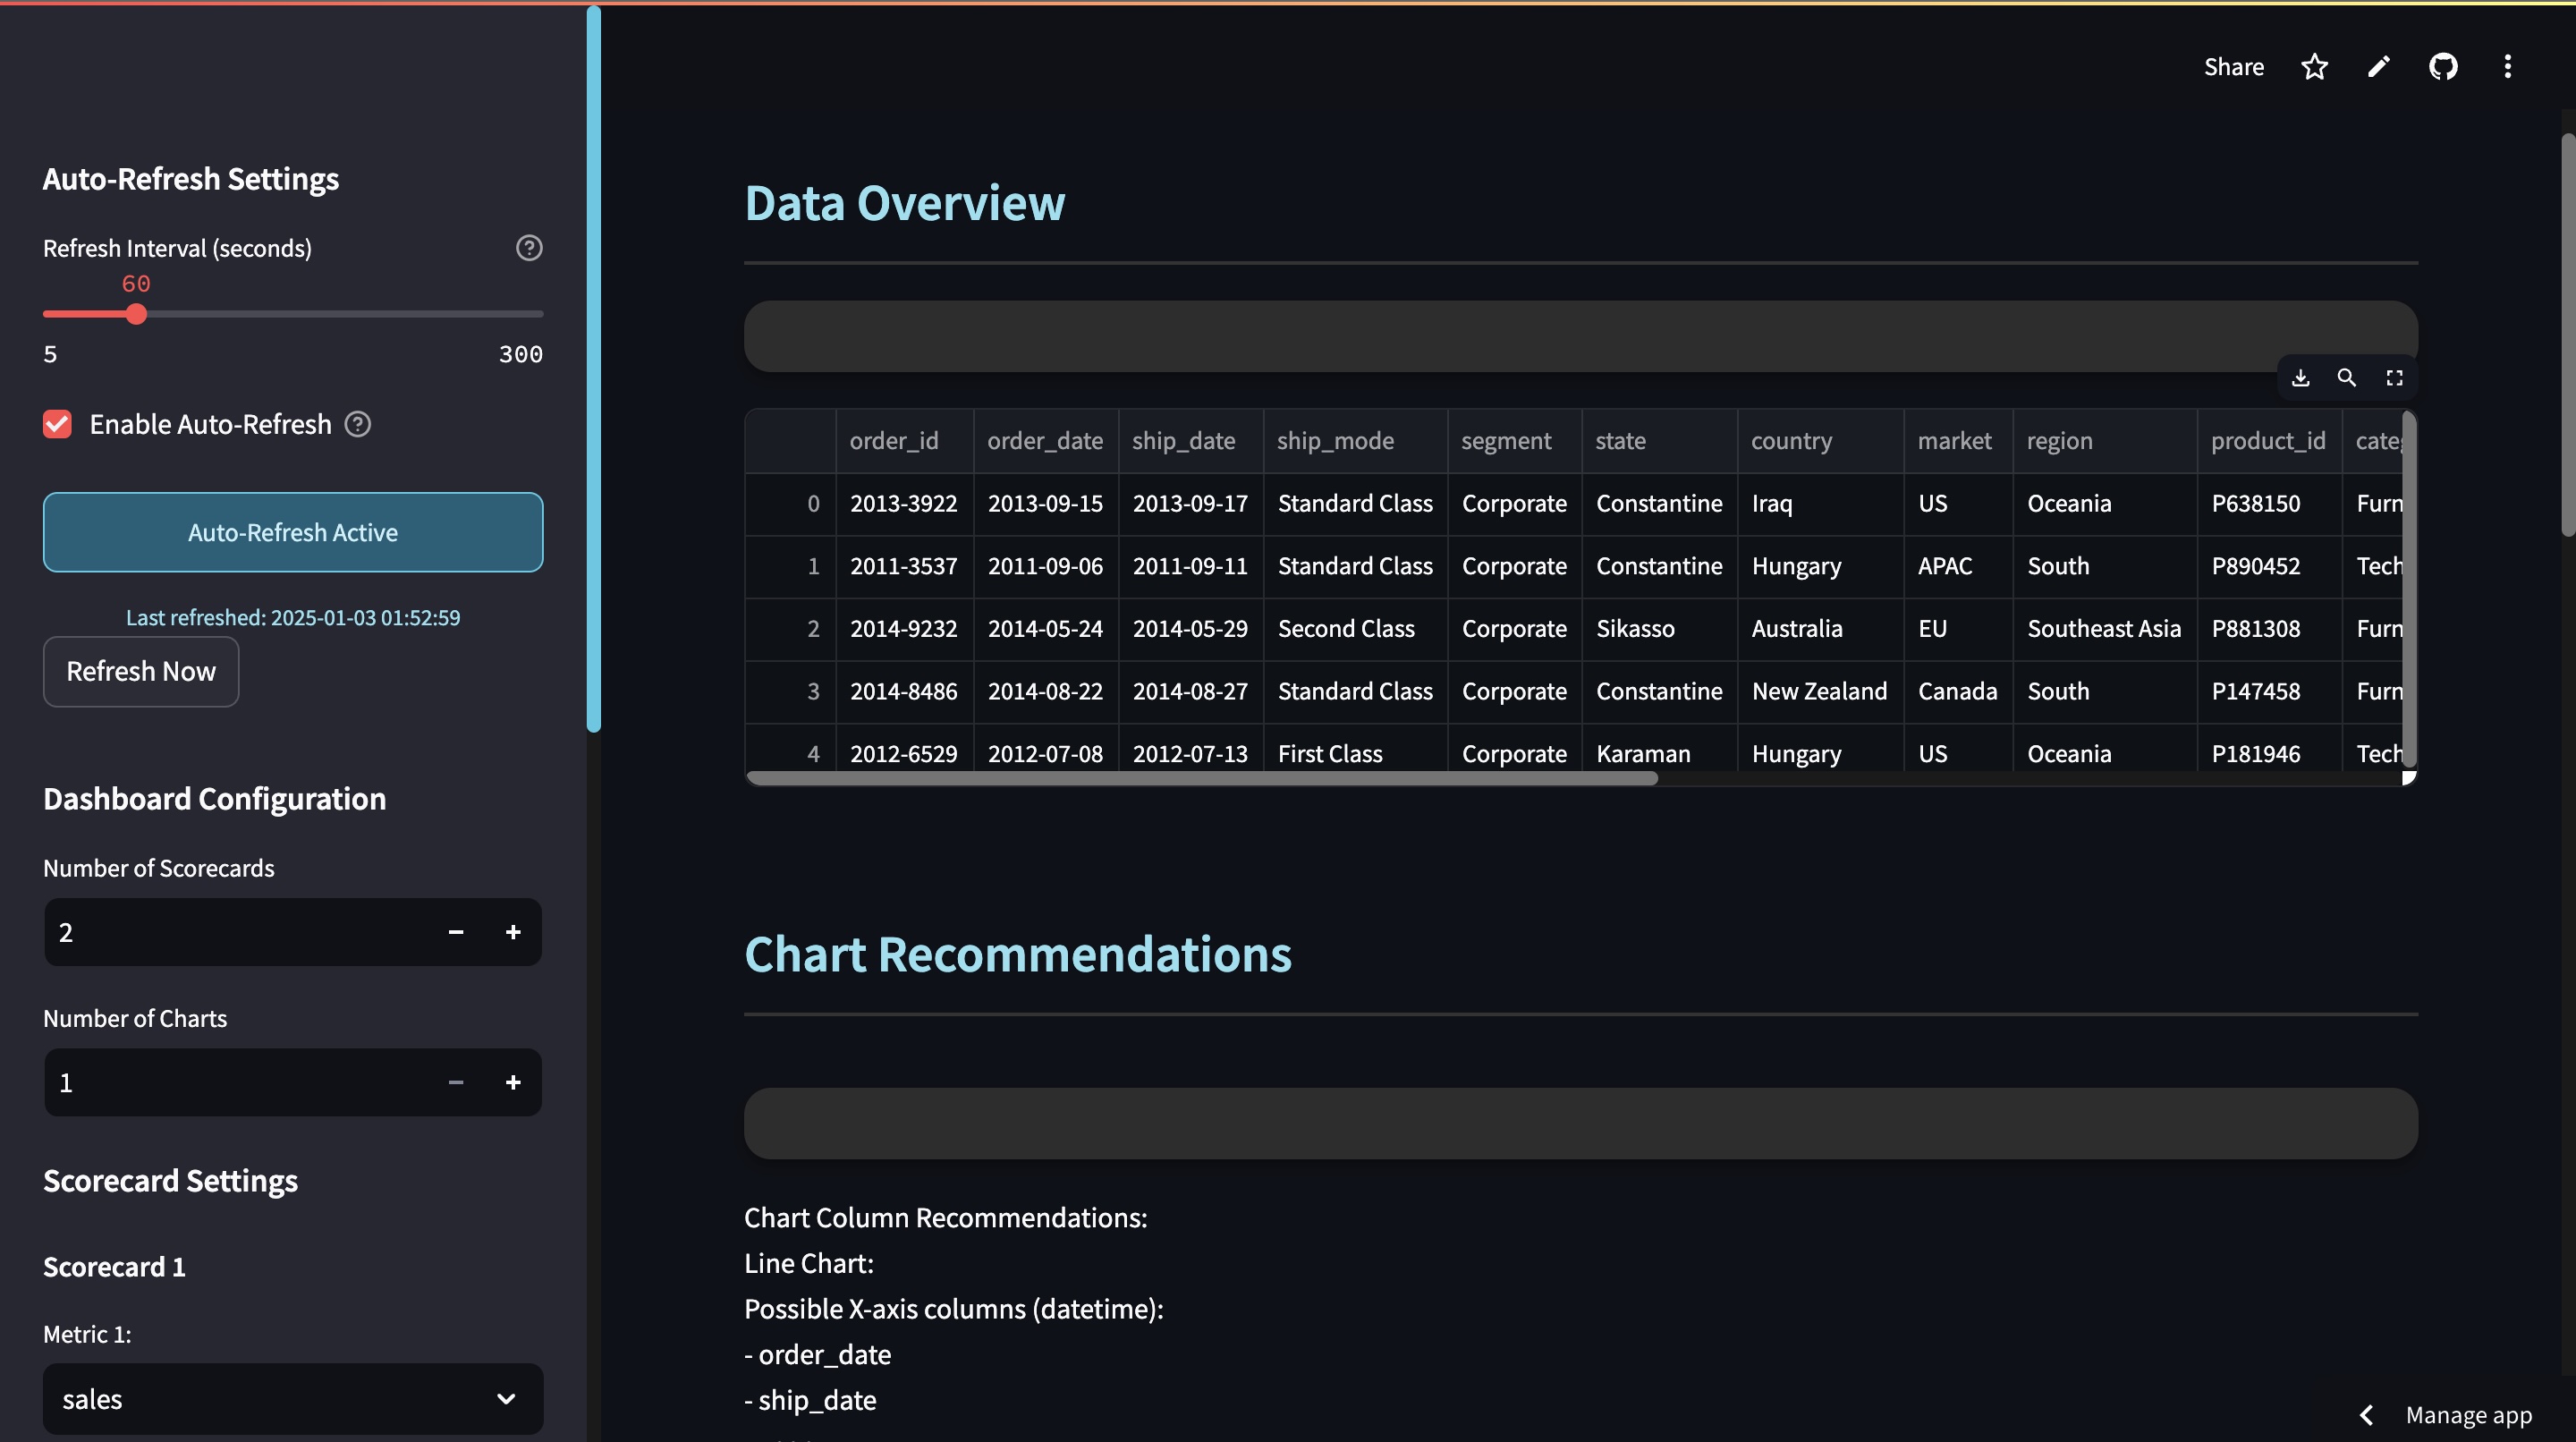 Share
Auto-Refresh Settings
Refresh Interval (seconds)
60
5 300
Enable Auto-Refresh
Auto-Refresh Active
Last refreshed: 2025-01-03 01:52:59
Refresh Now
Dashboard Configuration
Number of Scorecards
2
Number of Charts
1
Scorecard Settings
Scorecard 1
Metric 1:
sales
Data Overview
order_id order_date ship_date ship_mode segment state country market region product_id categ
0 2013-3922 2013-09-15 2013-09-17 Standard Class Corporate Constantine Iraq US Oceania P638150 Furn
1 2011-3537 2011-09-06 2011-09-11 Standard Class Corporate Constantine Hungary APAC South P890452 Tech
2 2014-9232 2014-05-24 2014-05-29 Second Class Corporate Sikasso Australia EU Southeast Asia P881308 Furn
3 2014-8486 2014-08-22 2014-08-27 Standard Class Corporate Constantine New Zealand Canada South P147458 Furn
4 2012-6529 2012-07-08 2012-07-13 First Class Corporate Karaman Hungary US Oceania P181946 Tech
Chart Recommendations
Chart Column Recommendations:
Line Chart:
Possible X-axis columns (datetime):
- order_date
- ship_date
Manage app